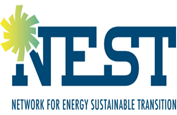 NEST
NETWORK FOR ENERGY SUSTAINABLE TRANSITION